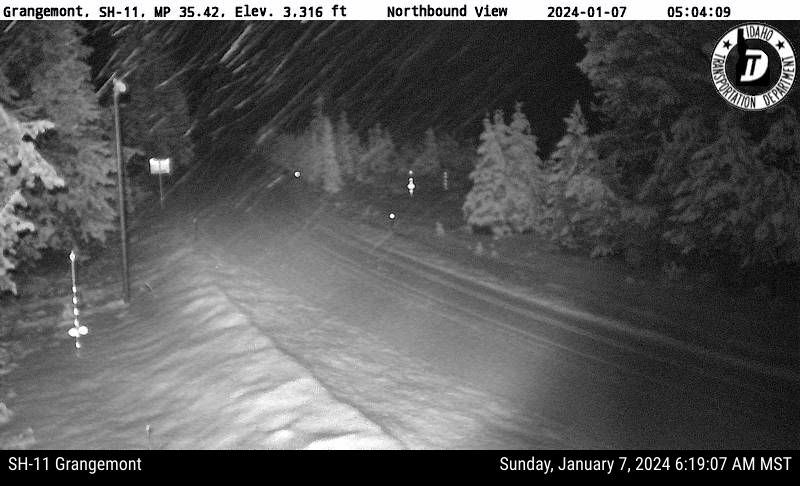 Grangemont, SH-11, MP 35.42, Elev. 3,316 ft Northbound View 2024-01-07 05:04:09
IDAHO
TRANSPORTATION DEPARTMENT
SH-11 Grangemont Sunday, January 7, 2024 6:19:07 AM MST